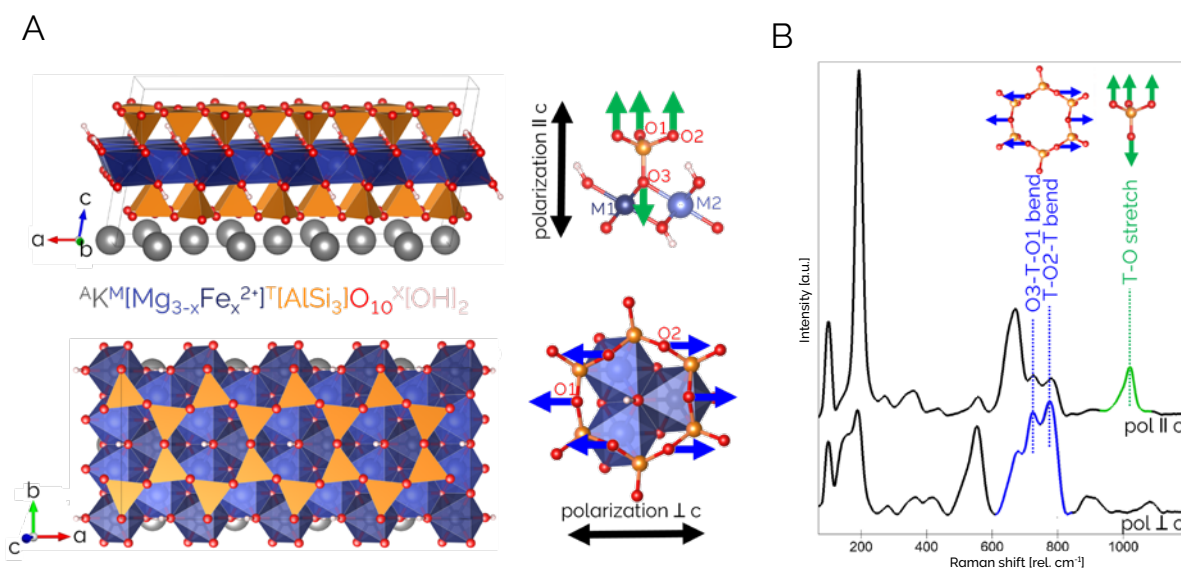 A
c
a
b
ᴬKᴹ[Mg₃₋ₓFeₓ²⁺]ᵀ[AlSi₃]O₁₀ˣ[OH]₂
b
c
a
polarization || c
O1
O2
O3
M1
M2
O2
O1
polarization ⊥ c
B
Intensity [a.u.]
O3-T-O1 bend
T-O2-T bend
T-O stretch
pol || c
pol ⊥ c
200
400
600
800
1000
Raman shift [rel. cm⁻¹]